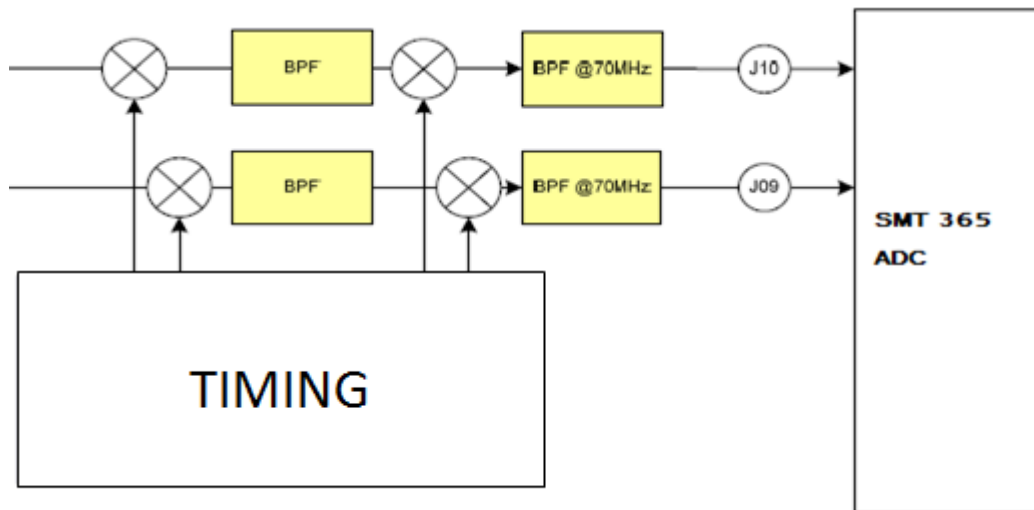 BPF
BPF @70MHz
J10
BPF
BPF @70MHz
J09
SMT 365
ADC
TIMING